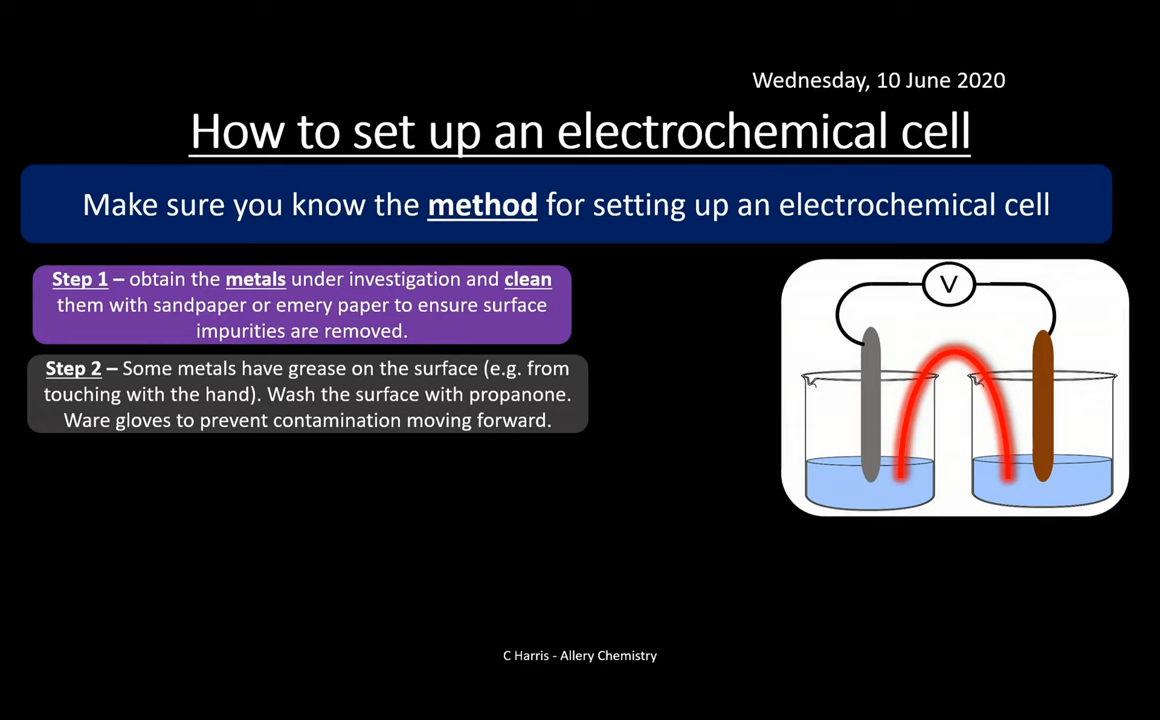 Wednesday, 10 June 2020
How to set up an electrochemical cell
Make sure you know the method for setting up an electrochemical cell
Step 1 – obtain the metals under investigation and clean
them with sandpaper or emery paper to ensure surface
impurities are removed.
Step 2 – Some metals have grease on the surface (e.g. from
touching with the hand). Wash the surface with propanone.
Ware gloves to prevent contamination moving forward.
V
C Harris - Allery Chemistry